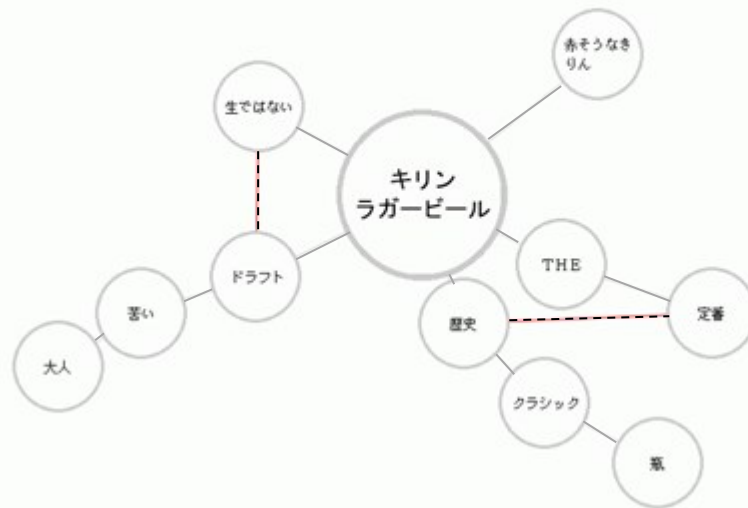 赤そうなき
りん
生ではない
キリン
ラガービール
THE
ドラフト
苦い
定番
歴史
大人
クラシック
瓶